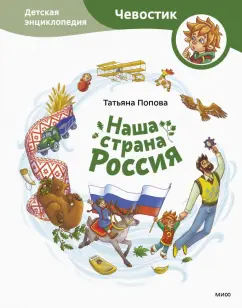 Детская
энциклопедия
Чевостик
Татьяна Попова
Наша
страна
Россия
МИФ